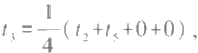 t₃ = 1/4 ( t₂ + t₅ + 0 + 0 ) ,